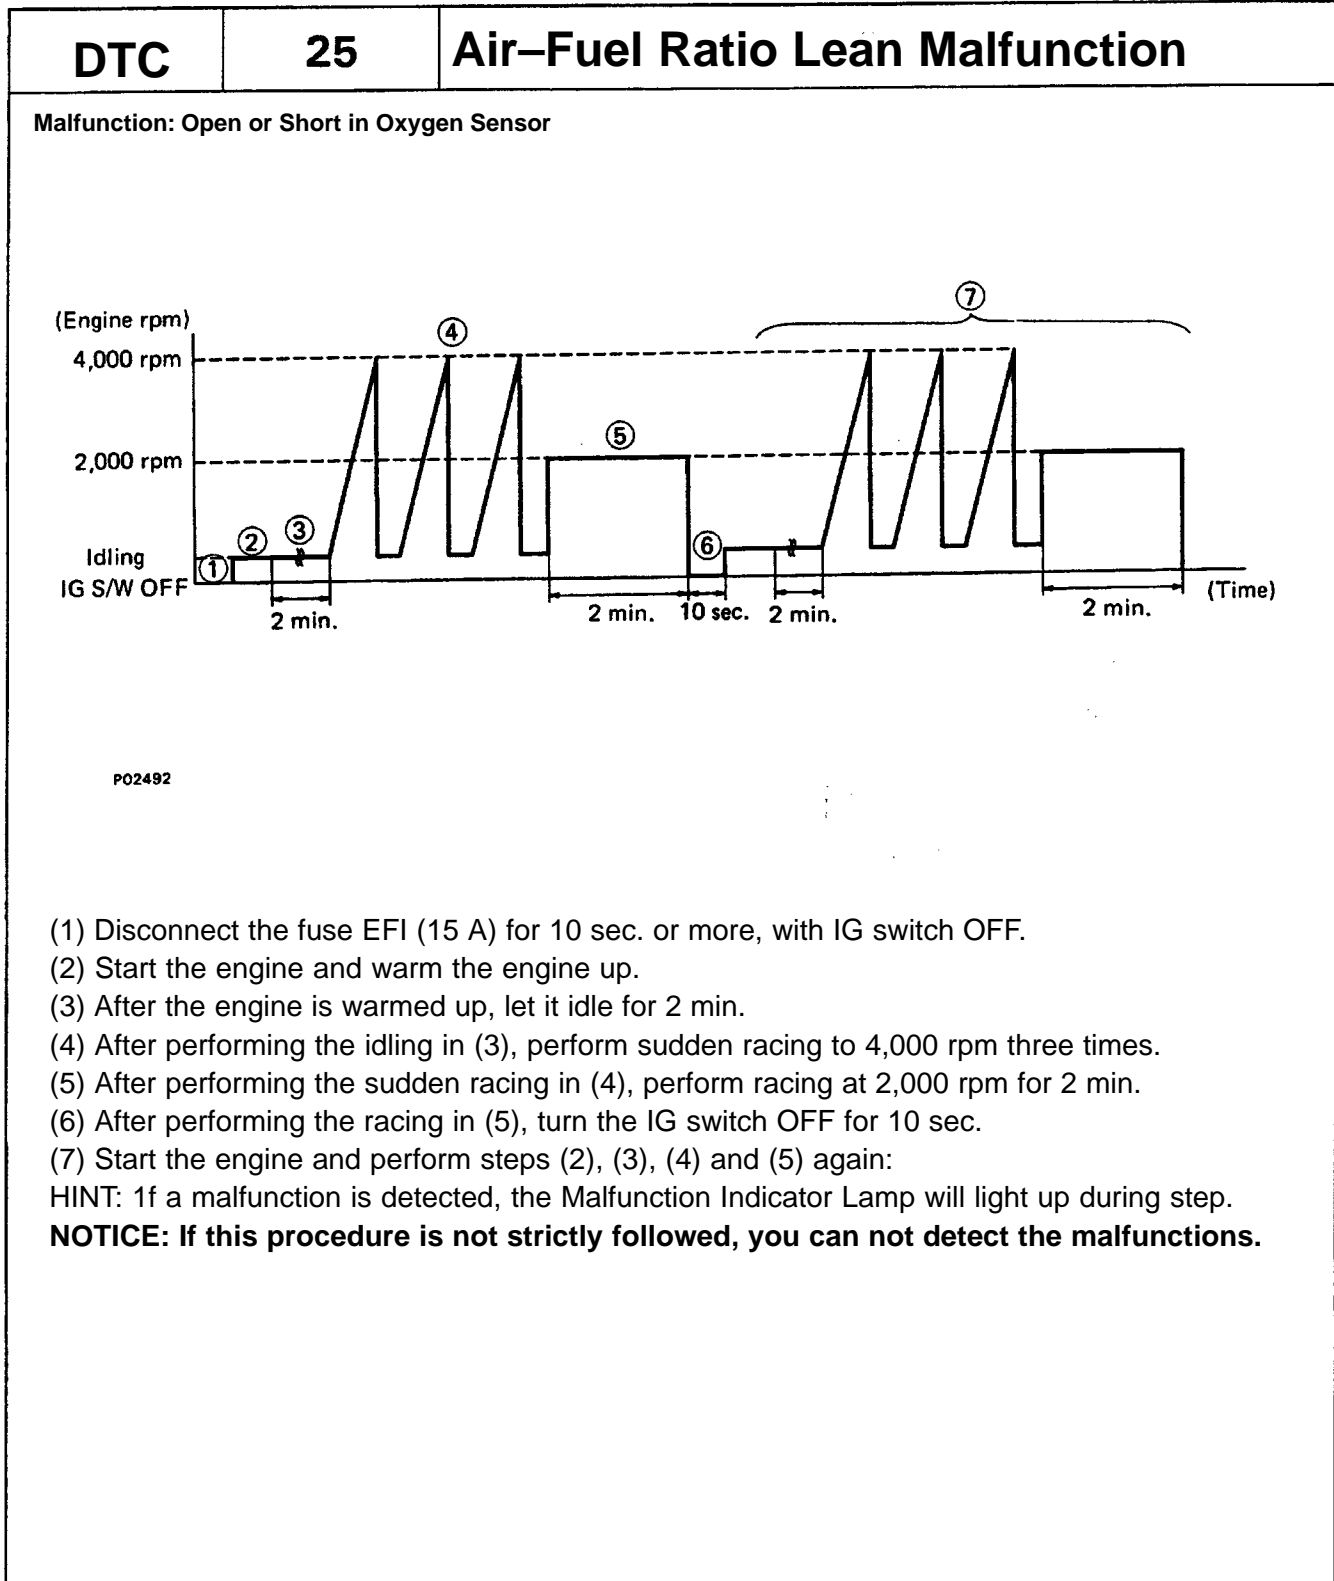 DTC 25 Air–Fuel Ratio Lean Malfunction
Malfunction: Open or Short in Oxygen Sensor
⑦
(Engine rpm)
④
4,000 rpm
⑤
2,000 rpm
③
②
⑥
Idling
①
IG S/W OFF
(Time)
2 min.
2 min.
10 sec.
2 min.
2 min.
P02492
(1) Disconnect the fuse EFI (15 A) for 10 sec. or more, with IG switch OFF.
(2) Start the engine and warm the engine up.
(3) After the engine is warmed up, let it idle for 2 min.
(4) After performing the idling in (3), perform sudden racing to 4,000 rpm three times.
(5) After performing the sudden racing in (4), perform racing at 2,000 rpm for 2 min.
(6) After performing the racing in (5), turn the IG switch OFF for 10 sec.
(7) Start the engine and perform steps (2), (3), (4) and (5) again:
HINT: 1f a malfunction is detected, the Malfunction Indicator Lamp will light up during step.
NOTICE: If this procedure is not strictly followed, you can not detect the malfunctions.